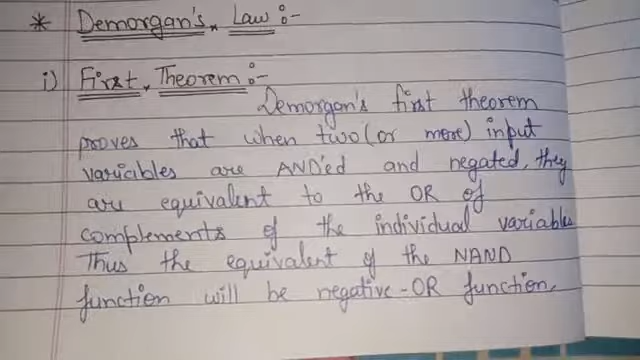 * Demorgan's Law :-
i) First Theorem :-
Demorgan's first theorem
proves that when two (or more) input
variables are AND'ed and negated, they
are equivalent to the OR of
complements of the individual variables
Thus the equivalent of the NAND
function will be negative-OR function.